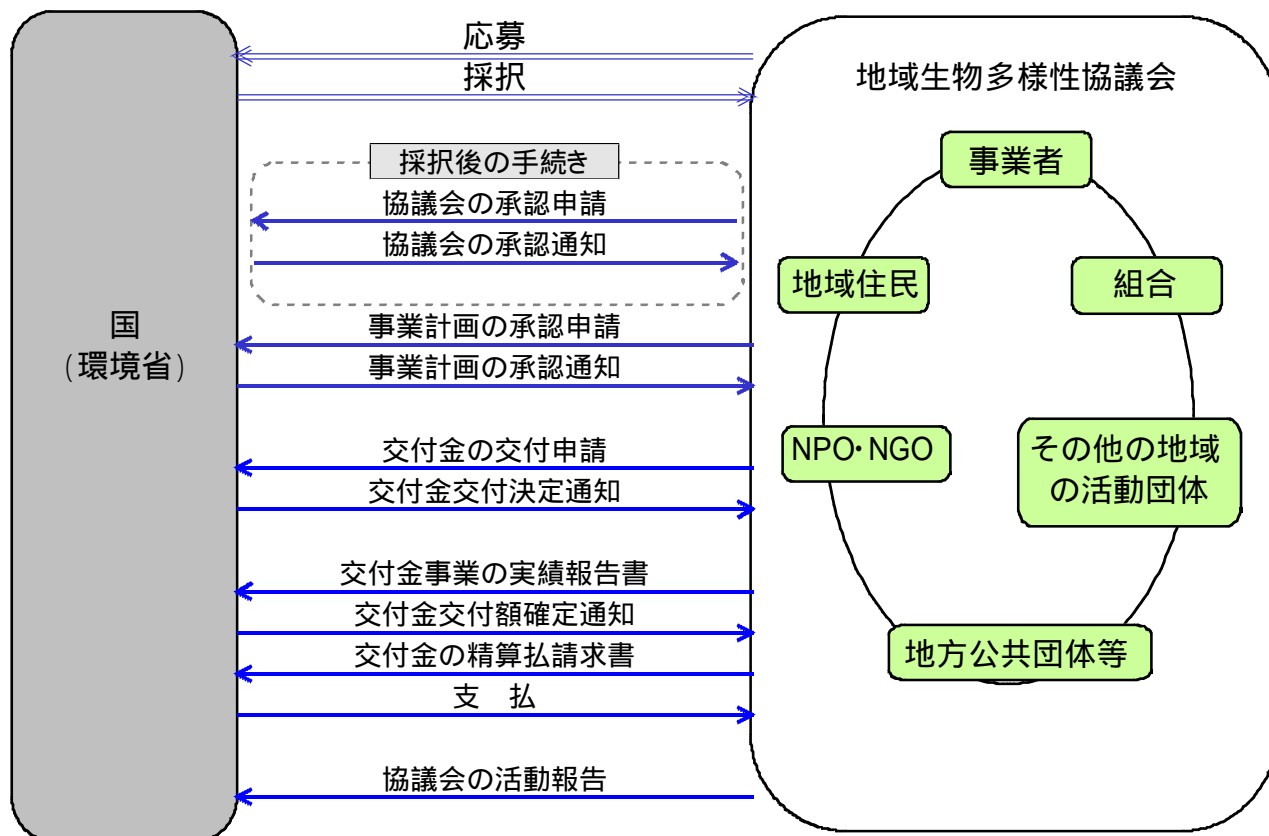 応募
採択
採択後の手続き
協議会の承認申請
協議会の承認通知
事業計画の承認申請
事業計画の承認通知
交付金の交付申請
交付金交付決定通知
交付金事業の実績報告書
交付金交付額確定通知
交付金の精算払請求書
支　払
協議会の活動報告
国
(環境省)
地域生物多様性協議会
事業者
地域住民
組合
NPO・NGO
その他の地域
の活動団体
地方公共団体等